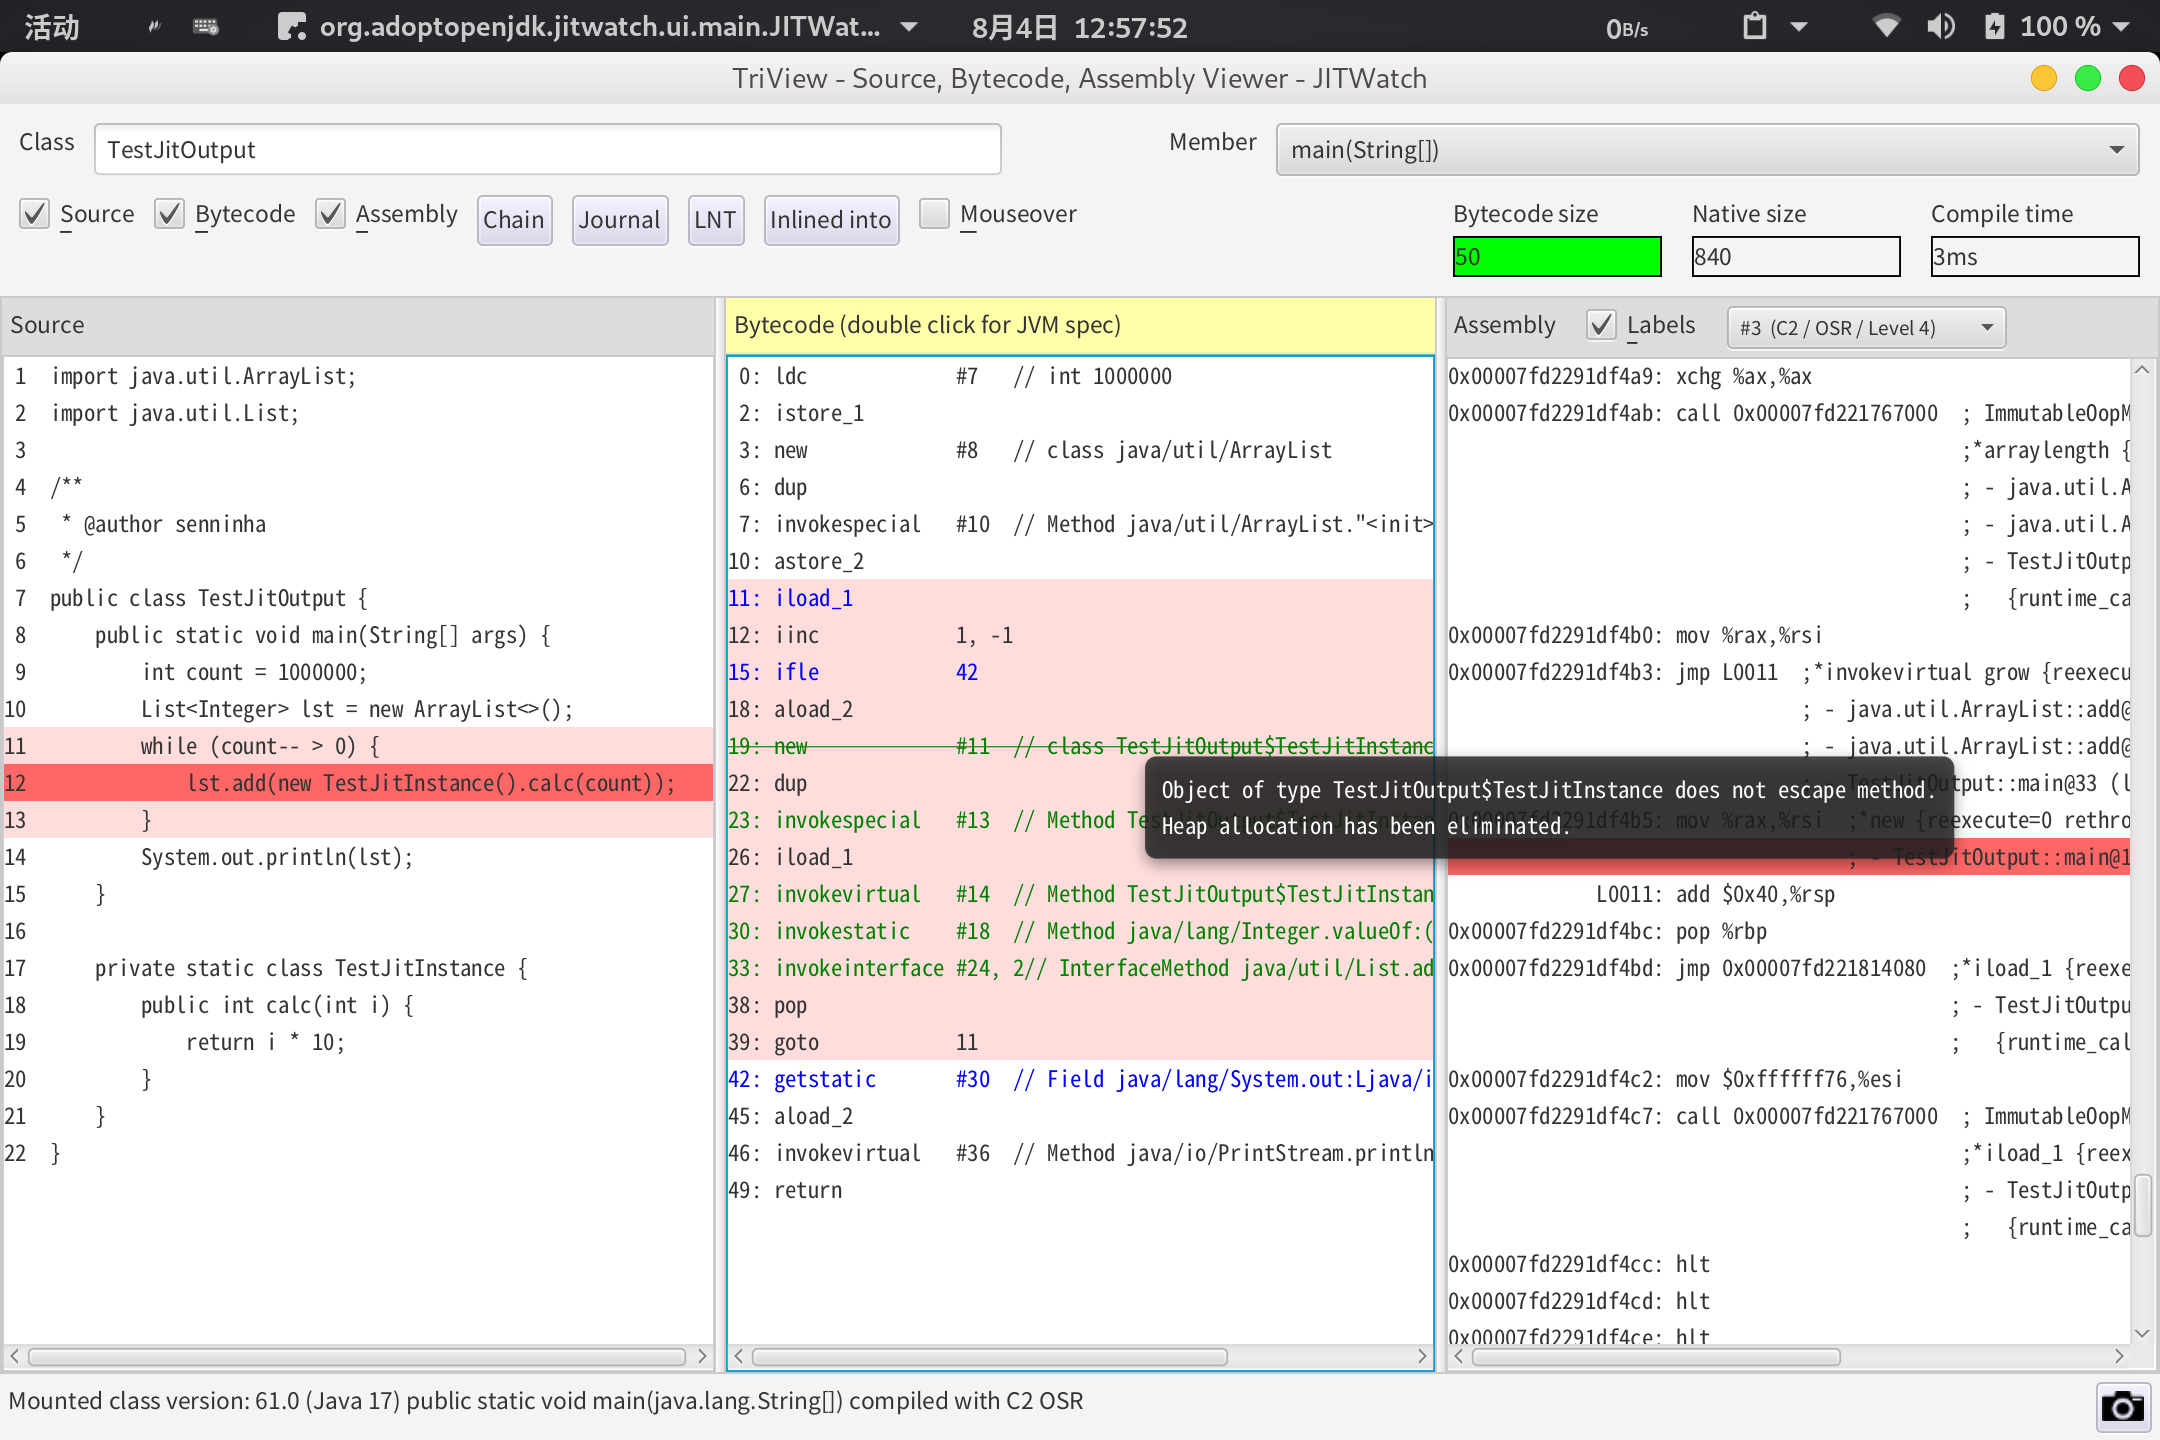 活动
org.adoptopenjdk.jitwatch.ui.main.JITWat...
8月4日 12:57:52
0B/s
100 %
TriView - Source, Bytecode, Assembly Viewer - JITWatch
Class
TestJitOutput
Member
main(String[])
Source
Bytecode
Assembly
Chain
Journal
LNT
Inlined into
Mouseover
Bytecode size
Native size
Compile time
50
840
3ms
Source
1 import java.util.ArrayList;
2 import java.util.List;
3
4 /**
5 * @author senninha
6 */
7 public class TestJitOutput {
8 public static void main(String[] args) {
9 int count = 1000000;
10 List<Integer> lst = new ArrayList<>();
11 while (count-- > 0) {
12 lst.add(new TestJitInstance().calc(count));
13 }
14 System.out.println(lst);
15 }
16
17 private static class TestJitInstance {
18 public int calc(int i) {
19 return i * 10;
20 }
21 }
22 }
Bytecode (double click for JVM spec)
0: ldc #7 // int 1000000
2: istore_1
3: new #8 // class java/util/ArrayList
6: dup
7: invokespecial #10 // Method java/util/ArrayList."<init>
10: astore_2
11: iload_1
12: iinc 1, -1
15: ifle 42
18: aload_2
19: new #11 // class TestJitOutput$TestJitInstanc
22: dup
23: invokespecial #13 // Method TestJitOutput$TestJitInstan
26: iload_1
27: invokevirtual #14 // Method TestJitOutput$TestJitInstan
30: invokestatic #18 // Method java/lang/Integer.valueOf:(
33: invokeinterface #24, 2// InterfaceMethod java/util/List.ad
38: pop
39: goto 11
42: getstatic #30 // Field java/lang/System.out:Ljava/i
45: aload_2
46: invokevirtual #36 // Method java/io/PrintStream.println
49: return
Object of type TestJitOutput$TestJitInstance does not escape method.
Heap allocation has been eliminated.
Assembly
Labels
#3 (C2 / OSR / Level 4)
0x00007fd2291df4a9: xchg %ax,%ax
0x00007fd2291df4ab: call 0x00007fd221767000 ; ImmutableOopM
;*arraylength {
; - java.util.A
; - java.util.A
; - TestJitOutp
; {runtime_ca
0x00007fd2291df4b0: mov %rax,%rsi
0x00007fd2291df4b3: jmp L0011 ;*invokevirtual grow {reexecu
; - java.util.ArrayList::add@
; - java.util.ArrayList::add@
; - TestJitOutput::main@33 (l
0x00007fd2291df4b5: mov %rax,%rsi ;*new {reexecute=0 rethro
; - TestJitOutput::main@1
L0011: add $0x40,%rsp
0x00007fd2291df4bc: pop %rbp
0x00007fd2291df4bd: jmp 0x00007fd221814080 ;*iload_1 {reexe
; - TestJitOutpu
; {runtime_cal
0x00007fd2291df4c2: mov $0xffffff76,%esi
0x00007fd2291df4c7: call 0x00007fd221767000 ; ImmutableOopM
;*iload_1 {reex
; - TestJitOutp
; {runtime_ca
0x00007fd2291df4cc: hlt
0x00007fd2291df4cd: hlt
0x00007fd2291df4ce: hlt
Mounted class version: 61.0 (Java 17) public static void main(java.lang.String[]) compiled with C2 OSR